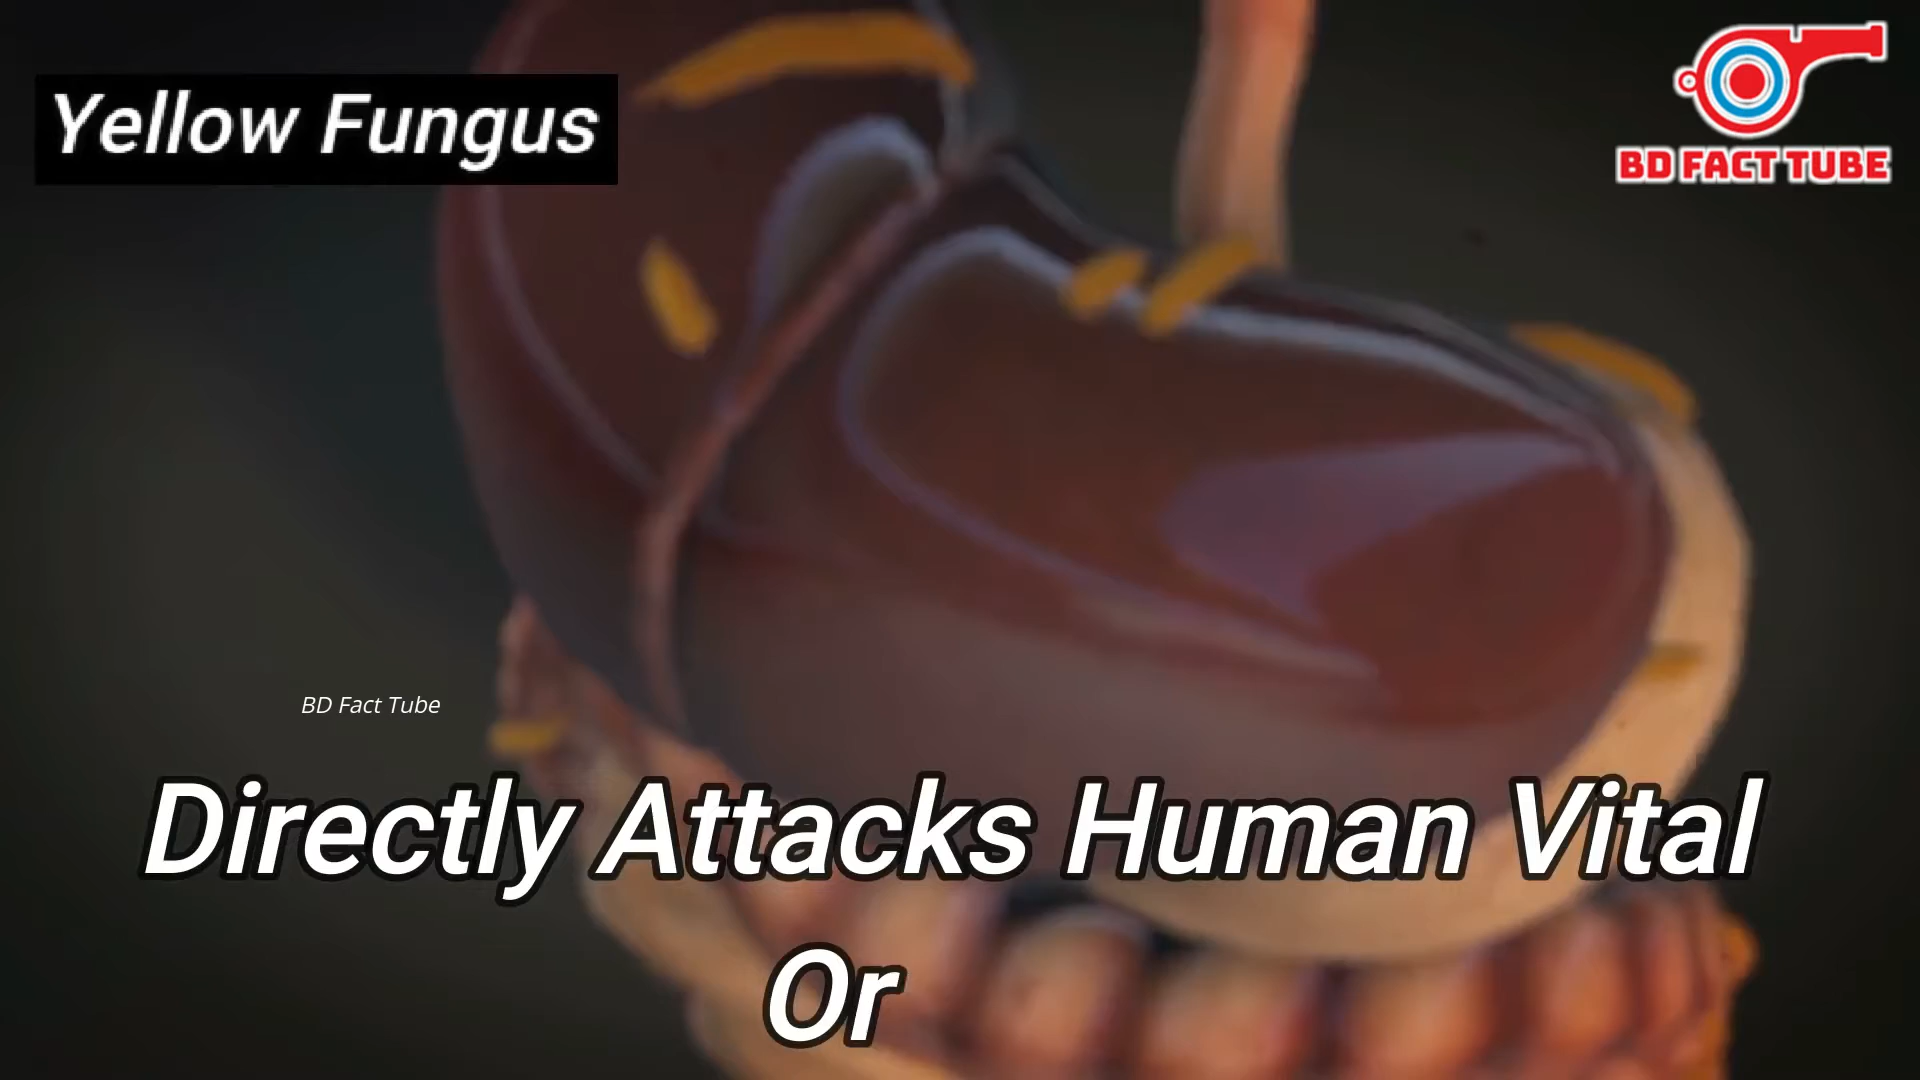 Yellow Fungus
BD FACT TUBE
BD Fact Tube
Directly Attacks Human Vital
Or